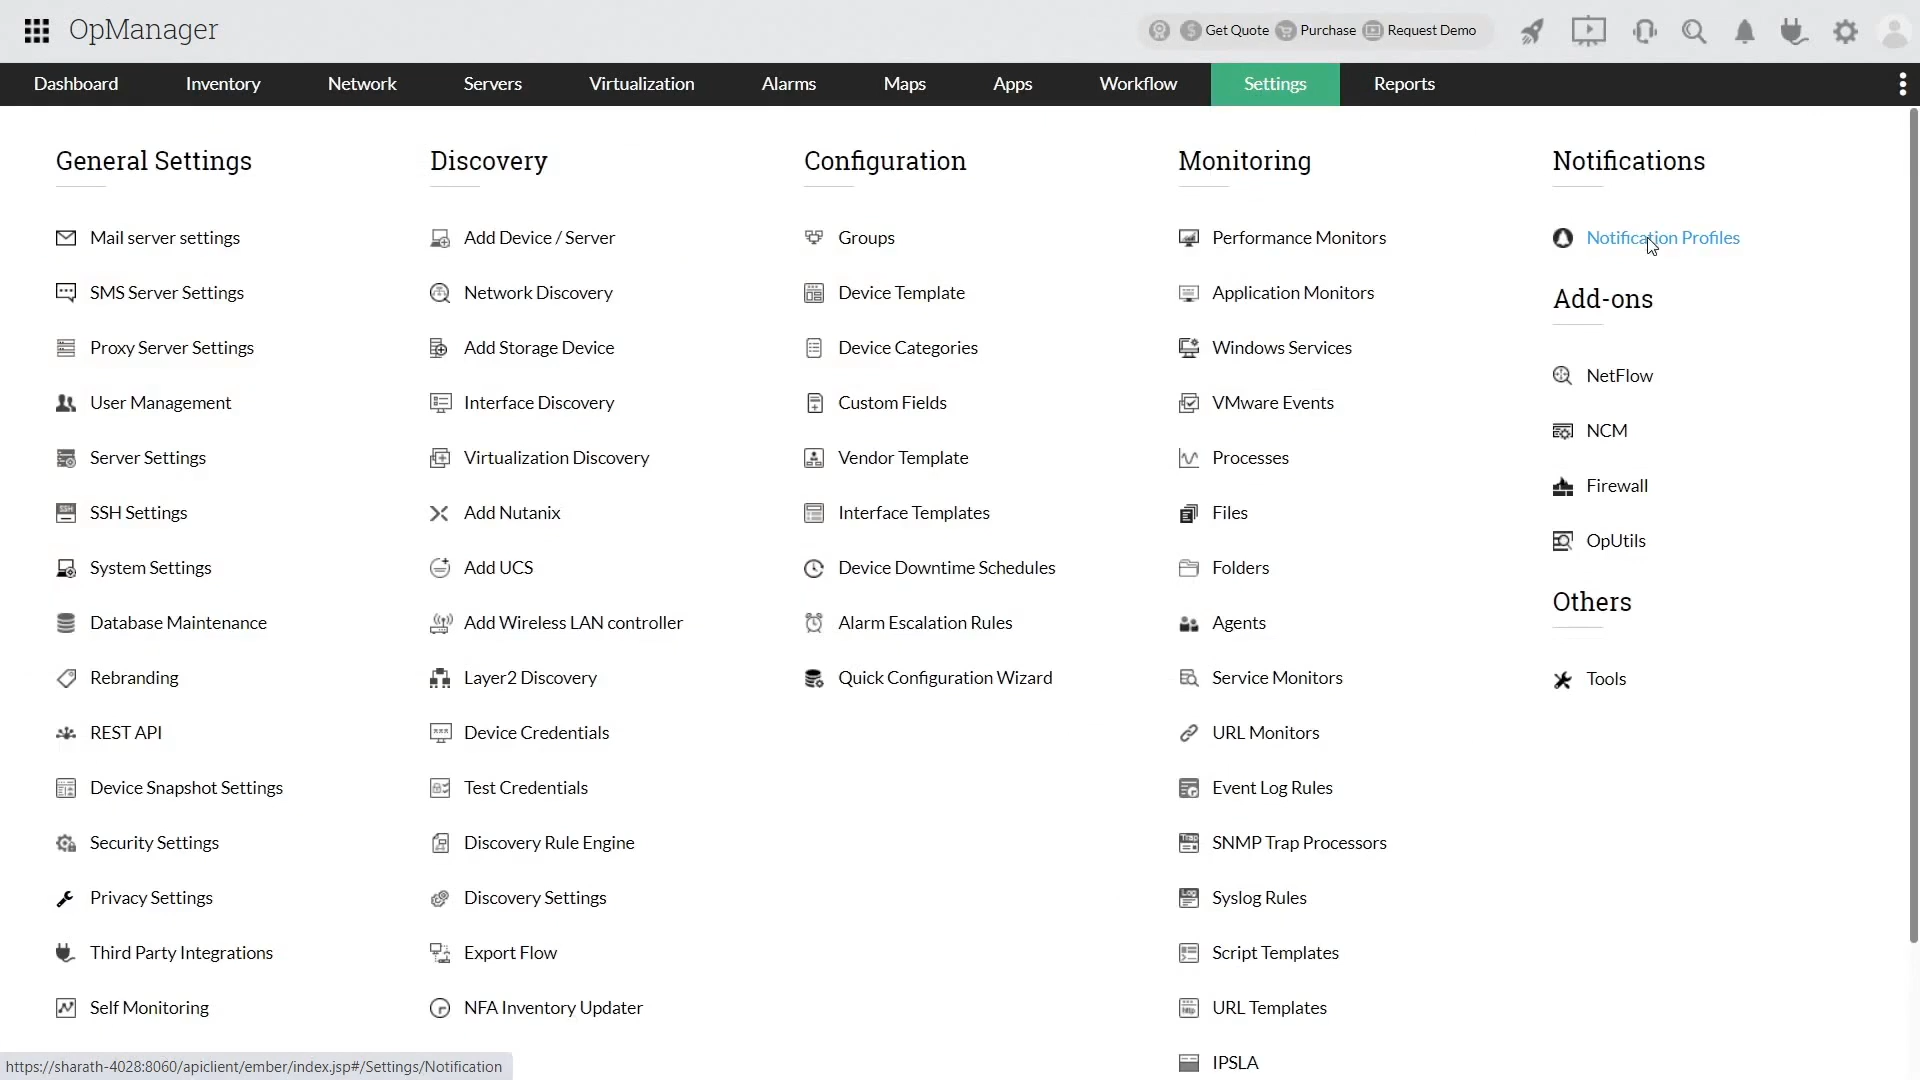 OpManager
Get Quote Purchase Request Demo
Dashboard Inventory Network Servers Virtualization Alarms Maps Apps Workflow Settings Reports
General Settings
Mail server settings
SMS Server Settings
Proxy Server Settings
User Management
Server Settings
SSH Settings
System Settings
Database Maintenance
Rebranding
REST API
Device Snapshot Settings
Security Settings
Privacy Settings
Third Party Integrations
Self Monitoring
Discovery
Add Device / Server
Network Discovery
Add Storage Device
Interface Discovery
Virtualization Discovery
Add Nutanix
Add UCS
Add Wireless LAN controller
Layer2 Discovery
Device Credentials
Test Credentials
Discovery Rule Engine
Discovery Settings
Export Flow
NFA Inventory Updater
Configuration
Groups
Device Template
Device Categories
Custom Fields
Vendor Template
Interface Templates
Device Downtime Schedules
Alarm Escalation Rules
Quick Configuration Wizard
Monitoring
Performance Monitors
Application Monitors
Windows Services
VMware Events
Processes
Files
Folders
Agents
Service Monitors
URL Monitors
Event Log Rules
SNMP Trap Processors
Syslog Rules
Script Templates
URL Templates
IPSLA
Notifications
Notification Profiles
Add-ons
NetFlow
NCM
Firewall
OpUtils
Others
Tools
https://sharath-4028:8060/apiclient/ember/index.jsp#/Settings/Notification